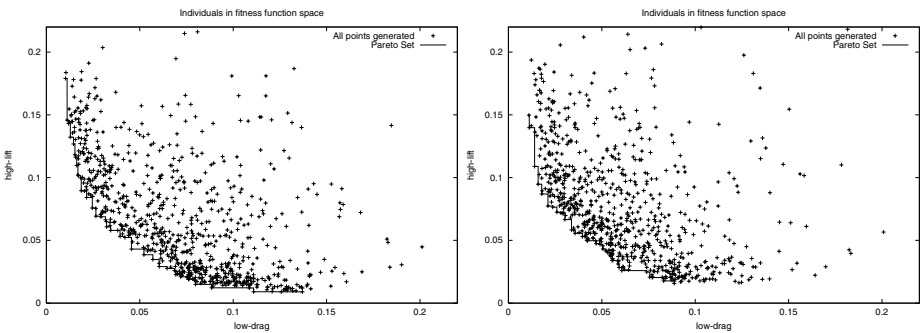 Individuals in fitness function space
All points generated
Pareto Set
high-lift
0.2
0.15
0.1
0.05
0
0 0.05 0.1 0.15 0.2
low-drag
Individuals in fitness function space
All points generated
Pareto Set
high-lift
0.2
0.15
0.1
0.05
0
0 0.05 0.1 0.15 0.2
low-drag